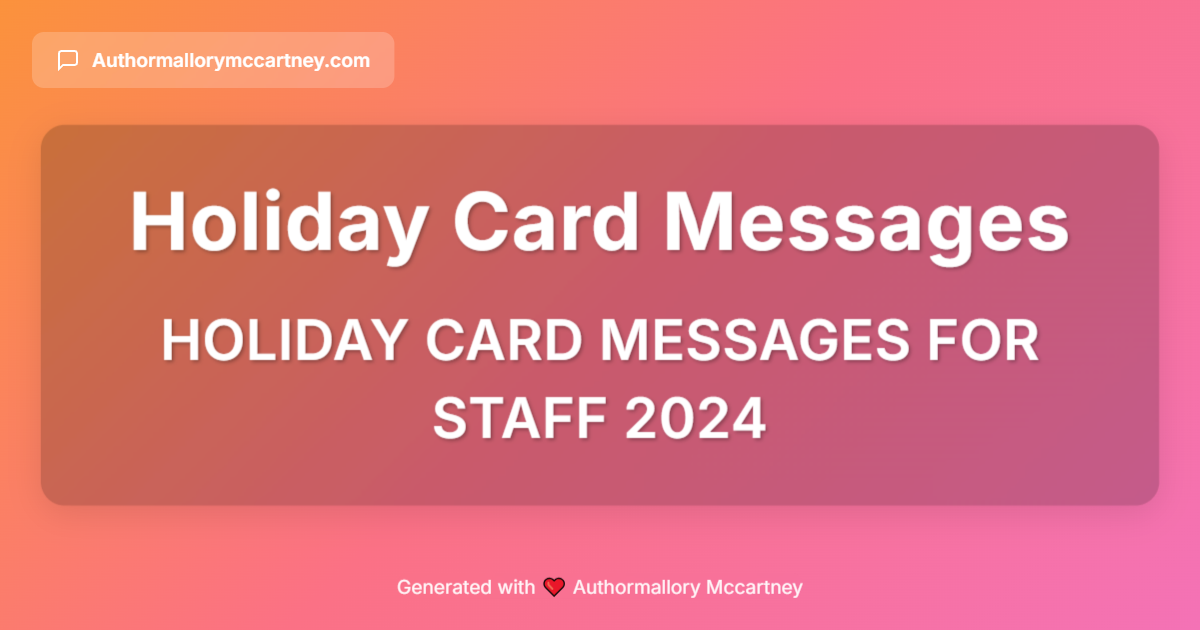 Authormallorymccartney.com
Holiday Card Messages
HOLIDAY CARD MESSAGES FOR
STAFF 2024
Generated with ❤️ Authormallory Mccartney